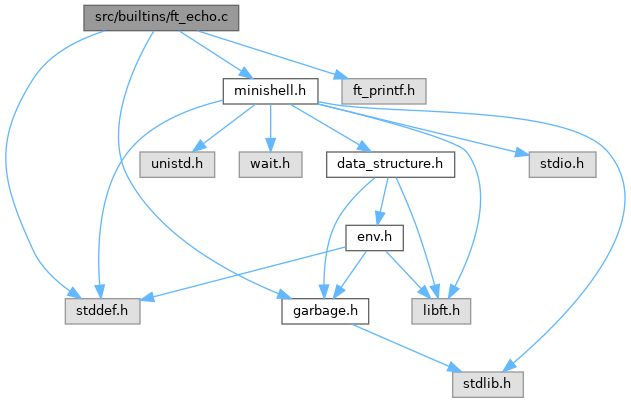 src/builtins/ft_echo.c
minishell.h
ft_printf.h
unistd.h
wait.h
data_structure.h
stdio.h
env.h
stddef.h
garbage.h
libft.h
stdlib.h